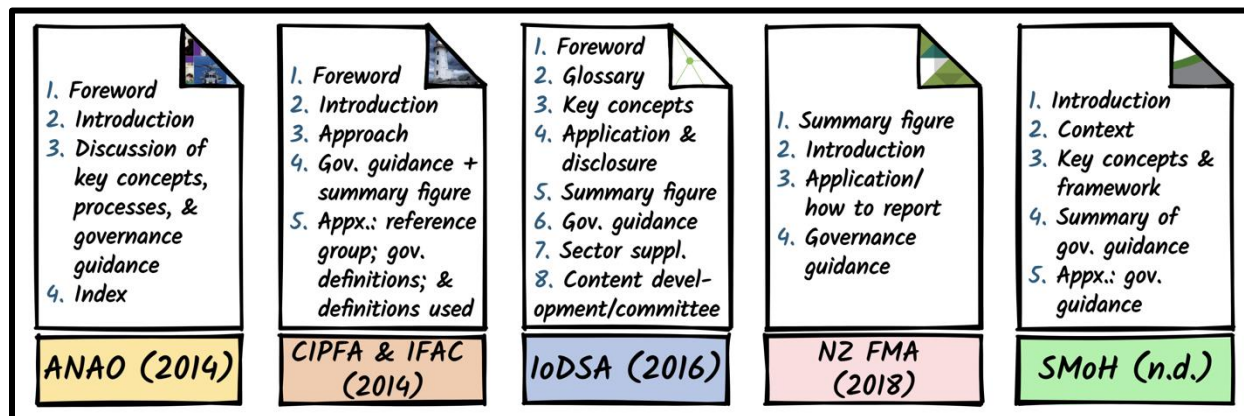 1. Foreword
2. Introduction
3. Discussion of
key concepts,
processes, &
governance
guidance
4. Index
ANAO (2014)
1. Foreword
2. Introduction
3. Approach
4. Gov. guidance +
summary figure
5. Appx.: reference
group; gov.
definitions; &
definitions used
CIPFA & IFAC
(2014)
1. Foreword
2. Glossary
3. Key concepts
4. Application &
disclosure
5. Summary figure
6. Gov. guidance
7. Sector suppl.
8. Content devel-
opment/committee
IoDSA (2016)
1. Summary figure
2. Introduction
3. Application/
how to report
4. Governance
guidance
NZ FMA
(2018)
1. Introduction
2. Context
3. Key concepts &
framework
4. Summary of
gov. guidance
5. Appx.: gov.
guidance
SMoH (n.d.)